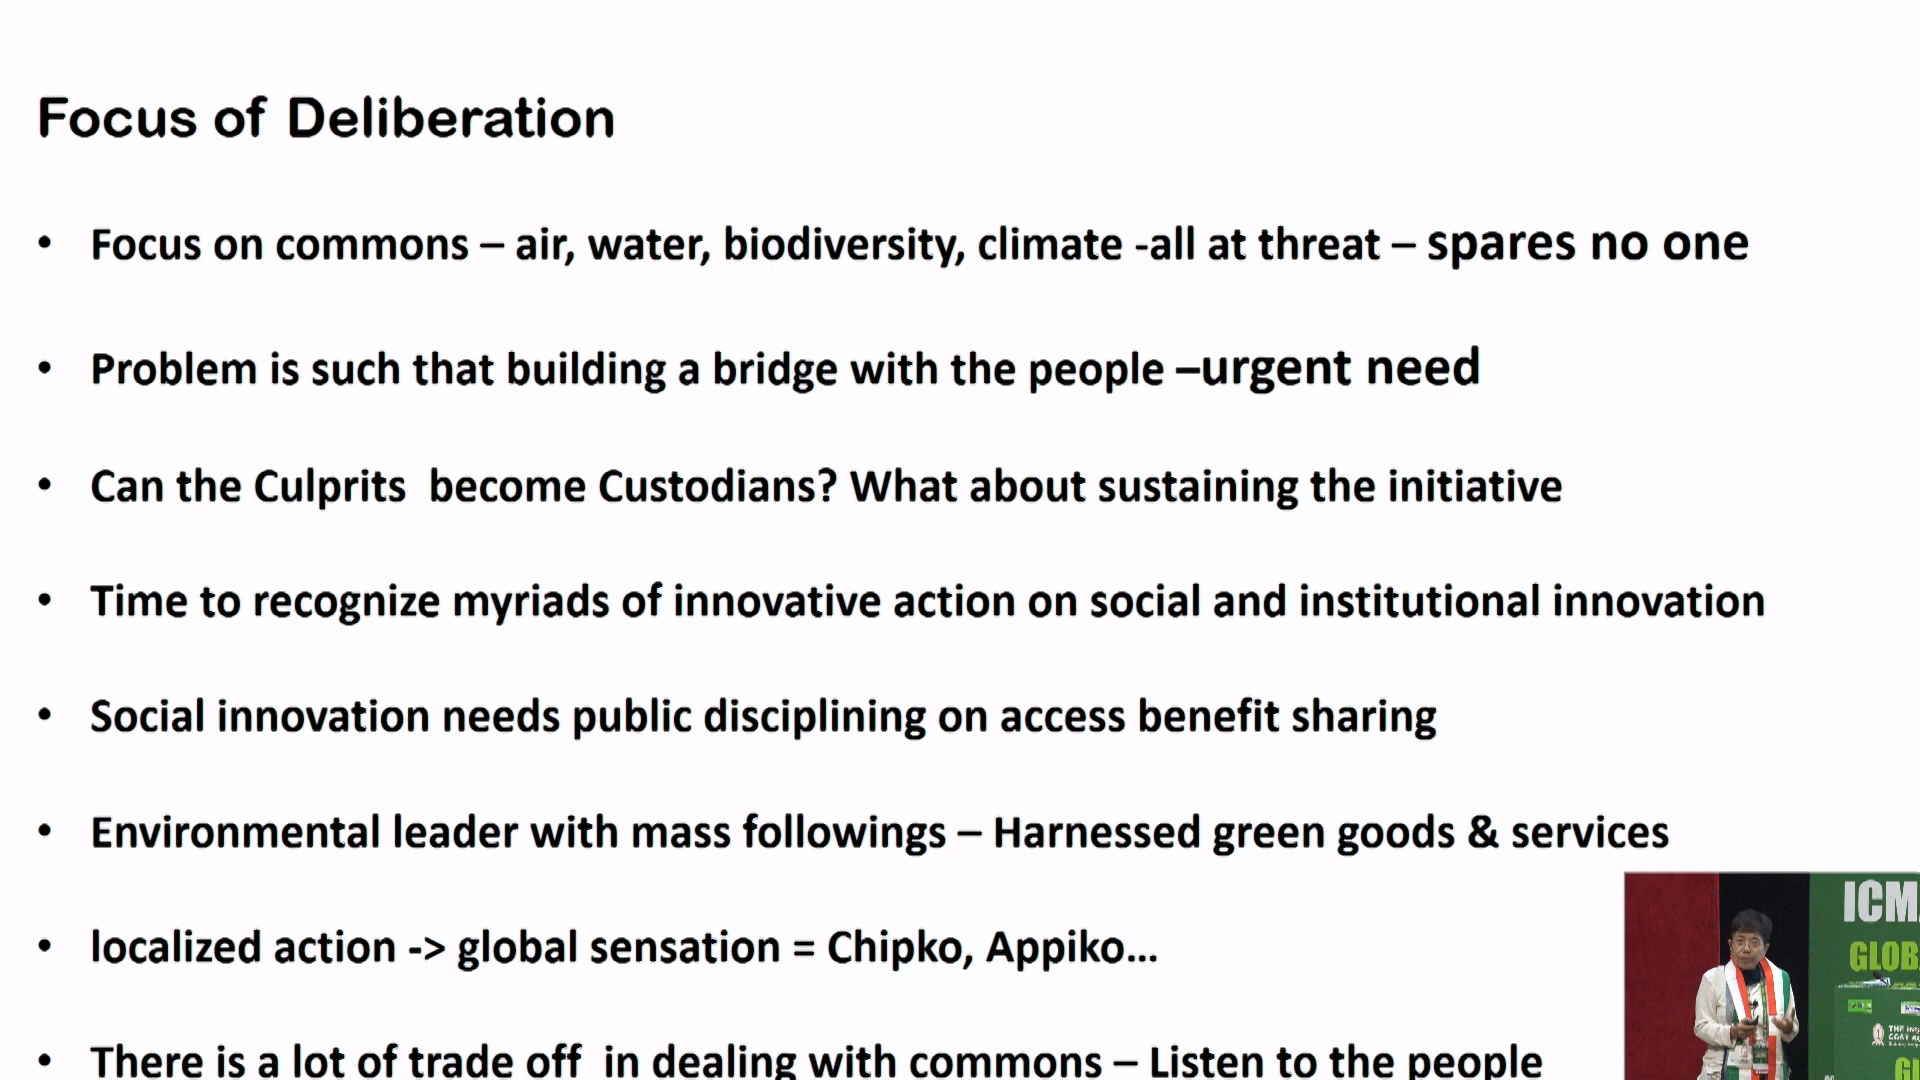 Focus of Deliberation
• Focus on commons – air, water, biodiversity, climate -all at threat – spares no one
• Problem is such that building a bridge with the people –urgent need
• Can the Culprits become Custodians? What about sustaining the initiative
• Time to recognize myriads of innovative action on social and institutional innovation
• Social innovation needs public disciplining on access benefit sharing
• Environmental leader with mass followings – Harnessed green goods & services
• localized action -> global sensation = Chipko, Appiko...
• There is a lot of trade off in dealing with commons – Listen to the people
ICM
GLOB
THE